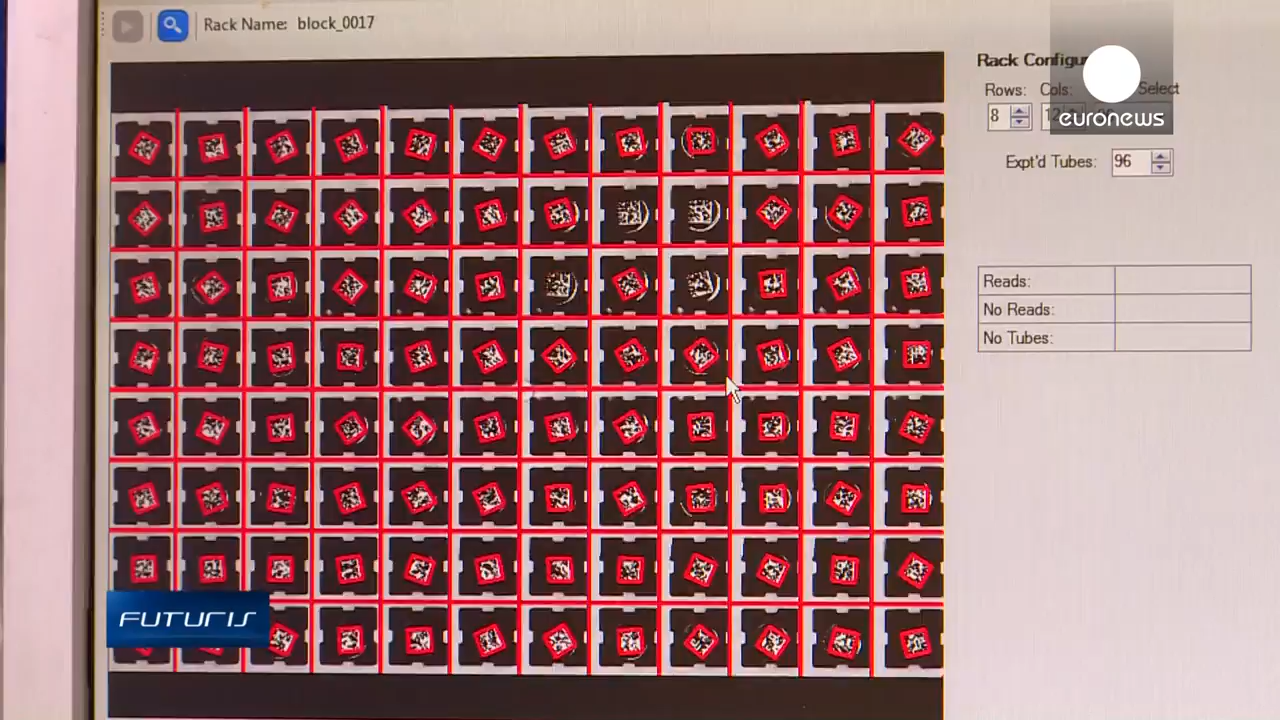 Rack Name: block_0017
Rack Configu
Rows: Cols: Select
8 12
euronews
Expt'd Tubes: 96
Reads:
No Reads:
No Tubes:
FUTURIS